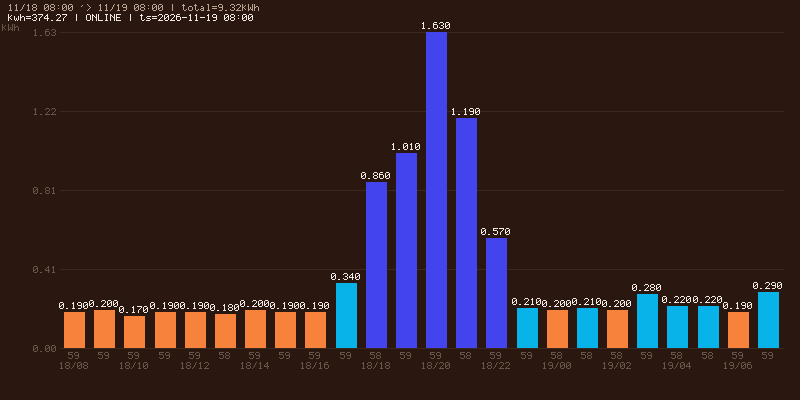 11/18 08:00 -> 11/19 08:00 | total=9.32KWh
Kwh=374.27 | ONLINE | ts=2026-11-19 08:00
KWh
1.63
1.22
0.81
0.41
0.00
0.190 0.200 0.170 0.190 0.190 0.180 0.200 0.190 0.190 0.340 0.860 1.010 1.630 1.190 0.570 0.210 0.200 0.210 0.200 0.280 0.220 0.220 0.190 0.290
59 59 59 59 59 58 59 59 59 59 58 59 59 58 59 59 58 58 59 59 58 58 59 59
18/08 18/10 18/12 18/14 18/16 18/18 18/20 18/22 19/00 19/02 19/04 19/06